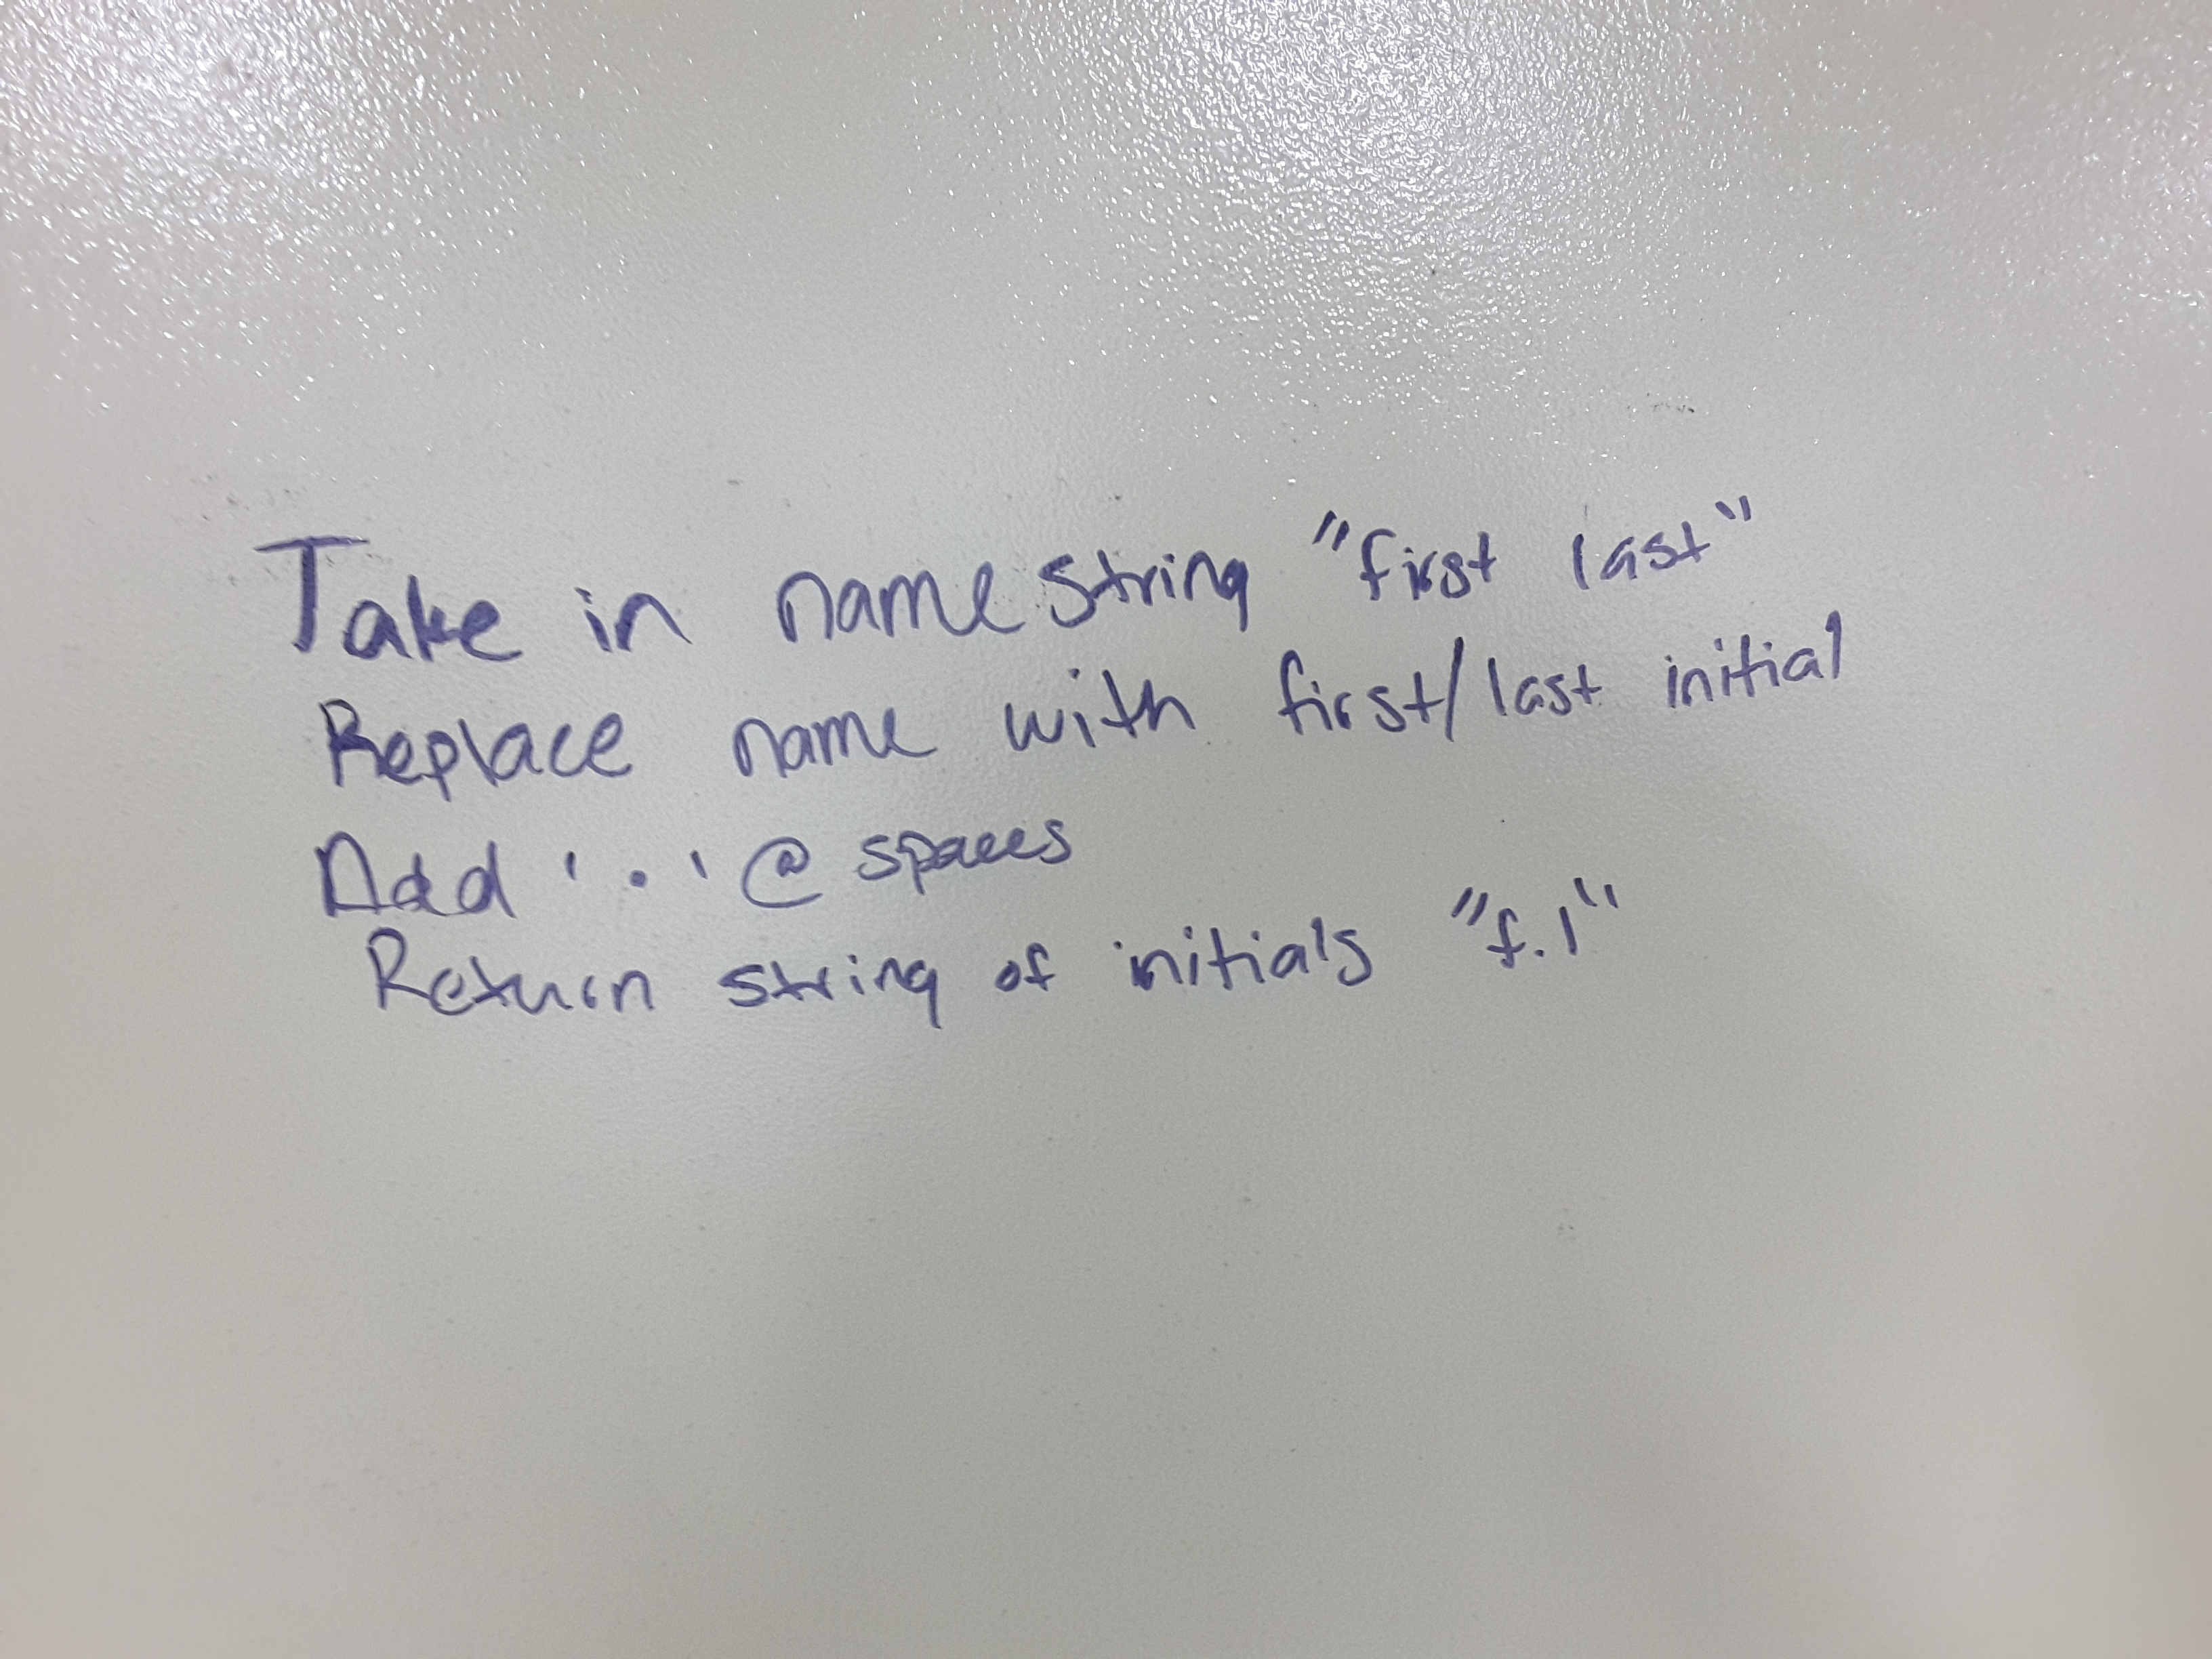 Take in name string "first last"
Replace name with first/last initial
Add '.' @ spaces
Return string of initials "f.l"